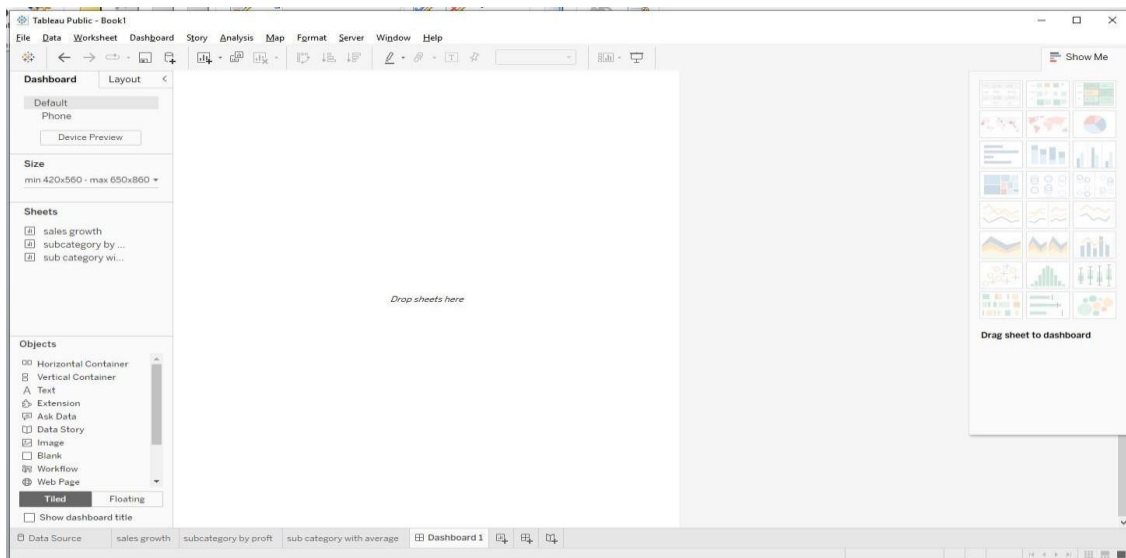 Tableau Public - Book1
File Data Worksheet Dashboard Story Analysis Map Format Server Window Help
Show Me
Dashboard Layout
Default
Phone
Device Preview
Size
min 420x560 - max 650x860
Sheets
sales growth
subcategory by ...
sub category wi...
Drop sheets here
Drag sheet to dashboard
Objects
Horizontal Container
Vertical Container
Text
Extension
Ask Data
Data Story
Image
Blank
Workflow
Web Page
Tiled Floating
Show dashboard title
Data Source sales growth subcategory by proft sub category with average Dashboard 1